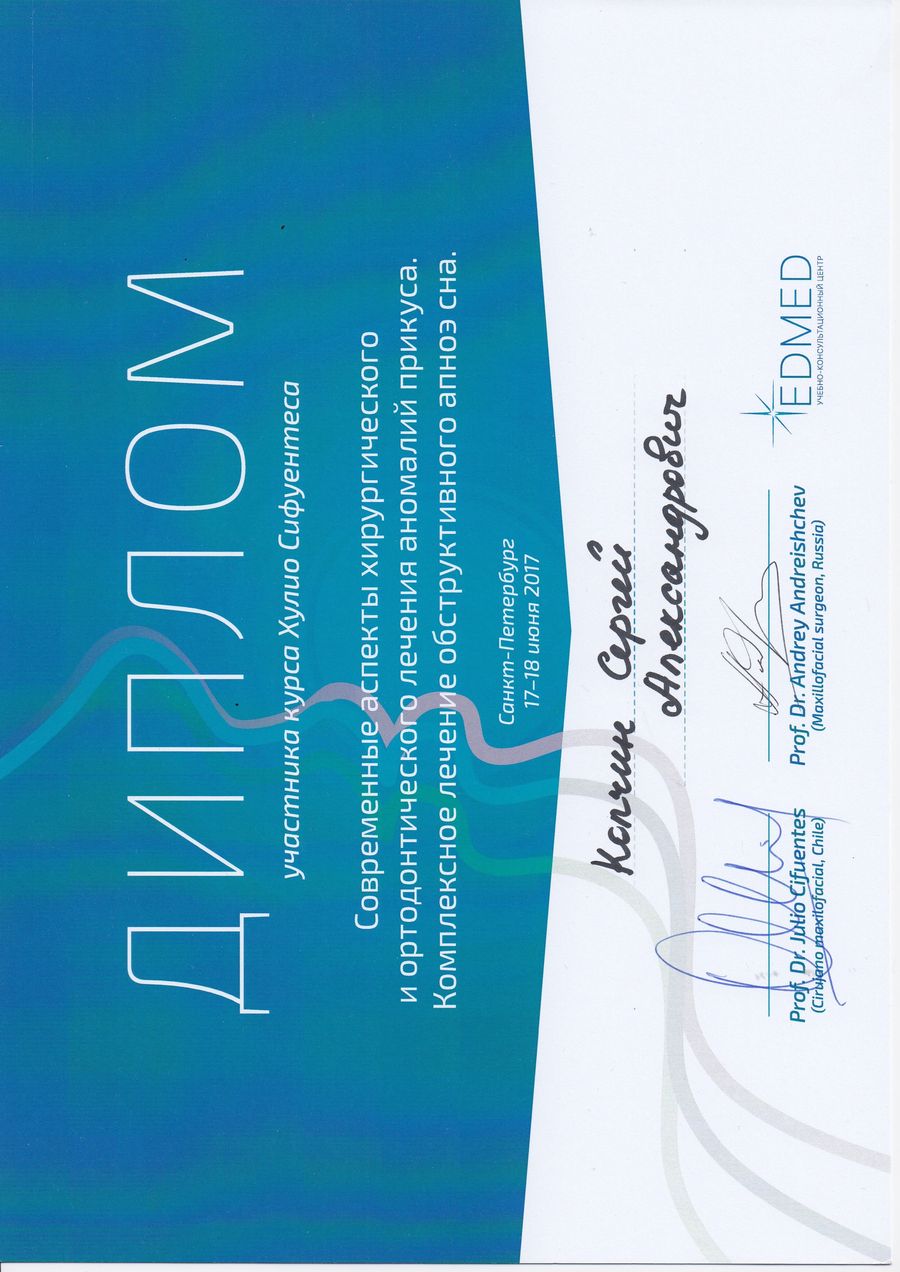 ДИПЛОМ
участника курса Хулио Сифуентеса
Современные аспекты хирургического
и ортодонтического лечения аномалий прикуса.
Комплексное лечение обструктивного апноэ сна.
Санкт-Петербург
17-18 июня 2017
Кепчин Сергей
Александрович
Prof. Dr. Julio Cifuentes
(Cirujano maxilofacial, Chile)
Prof. Dr. Andrey Andreishchev
(Maxillofacial surgeon, Russia)
EDMED
УЧЕБНО-КОНСУЛЬТАЦИОННЫЙ ЦЕНТР